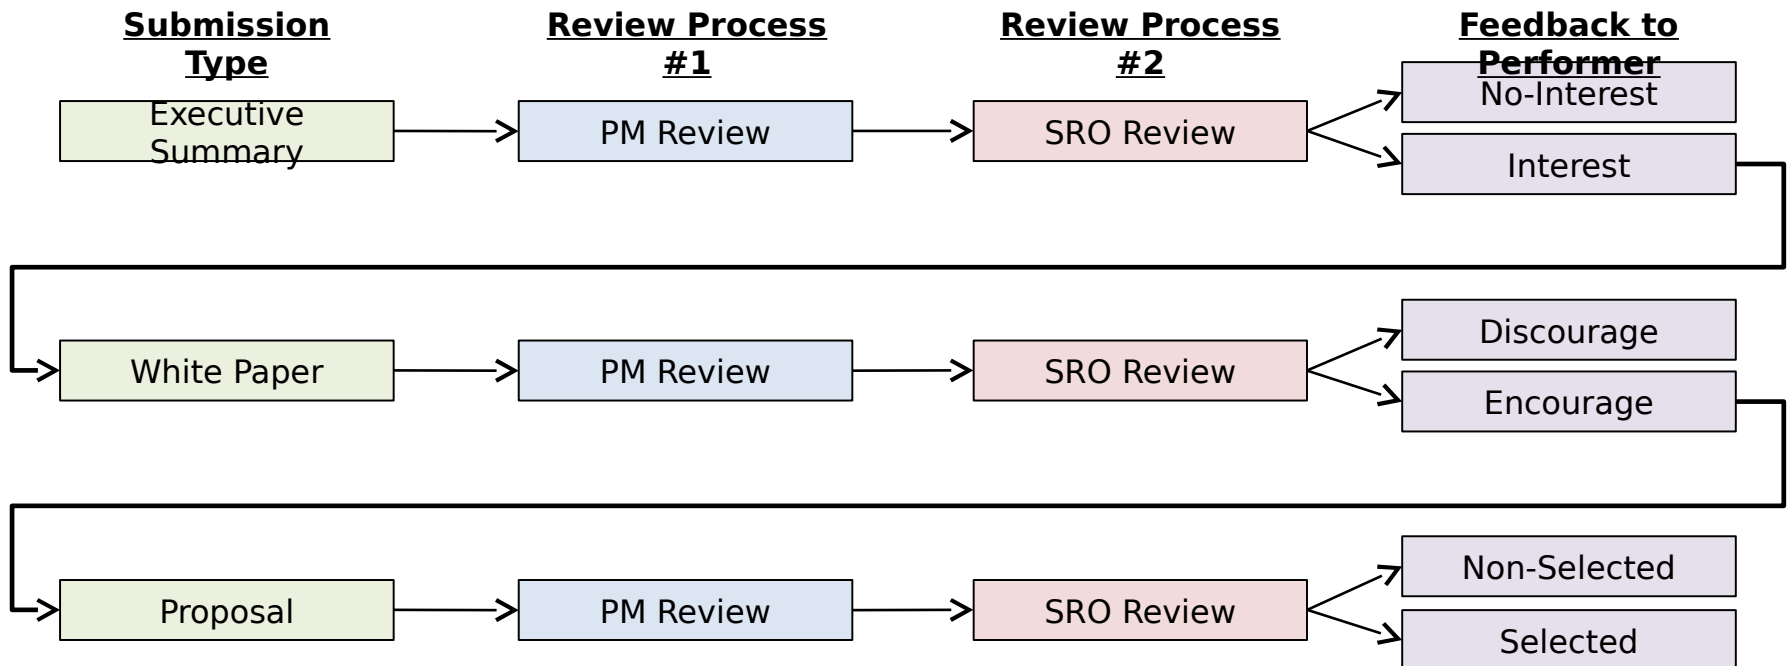 Submission
Type
Review Process
#1
Review Process
#2
Feedback to
Performer
Executive
Summary
PM Review
SRO Review
No-Interest
Interest
White Paper
PM Review
SRO Review
Discourage
Encourage
Proposal
PM Review
SRO Review
Non-Selected
Selected